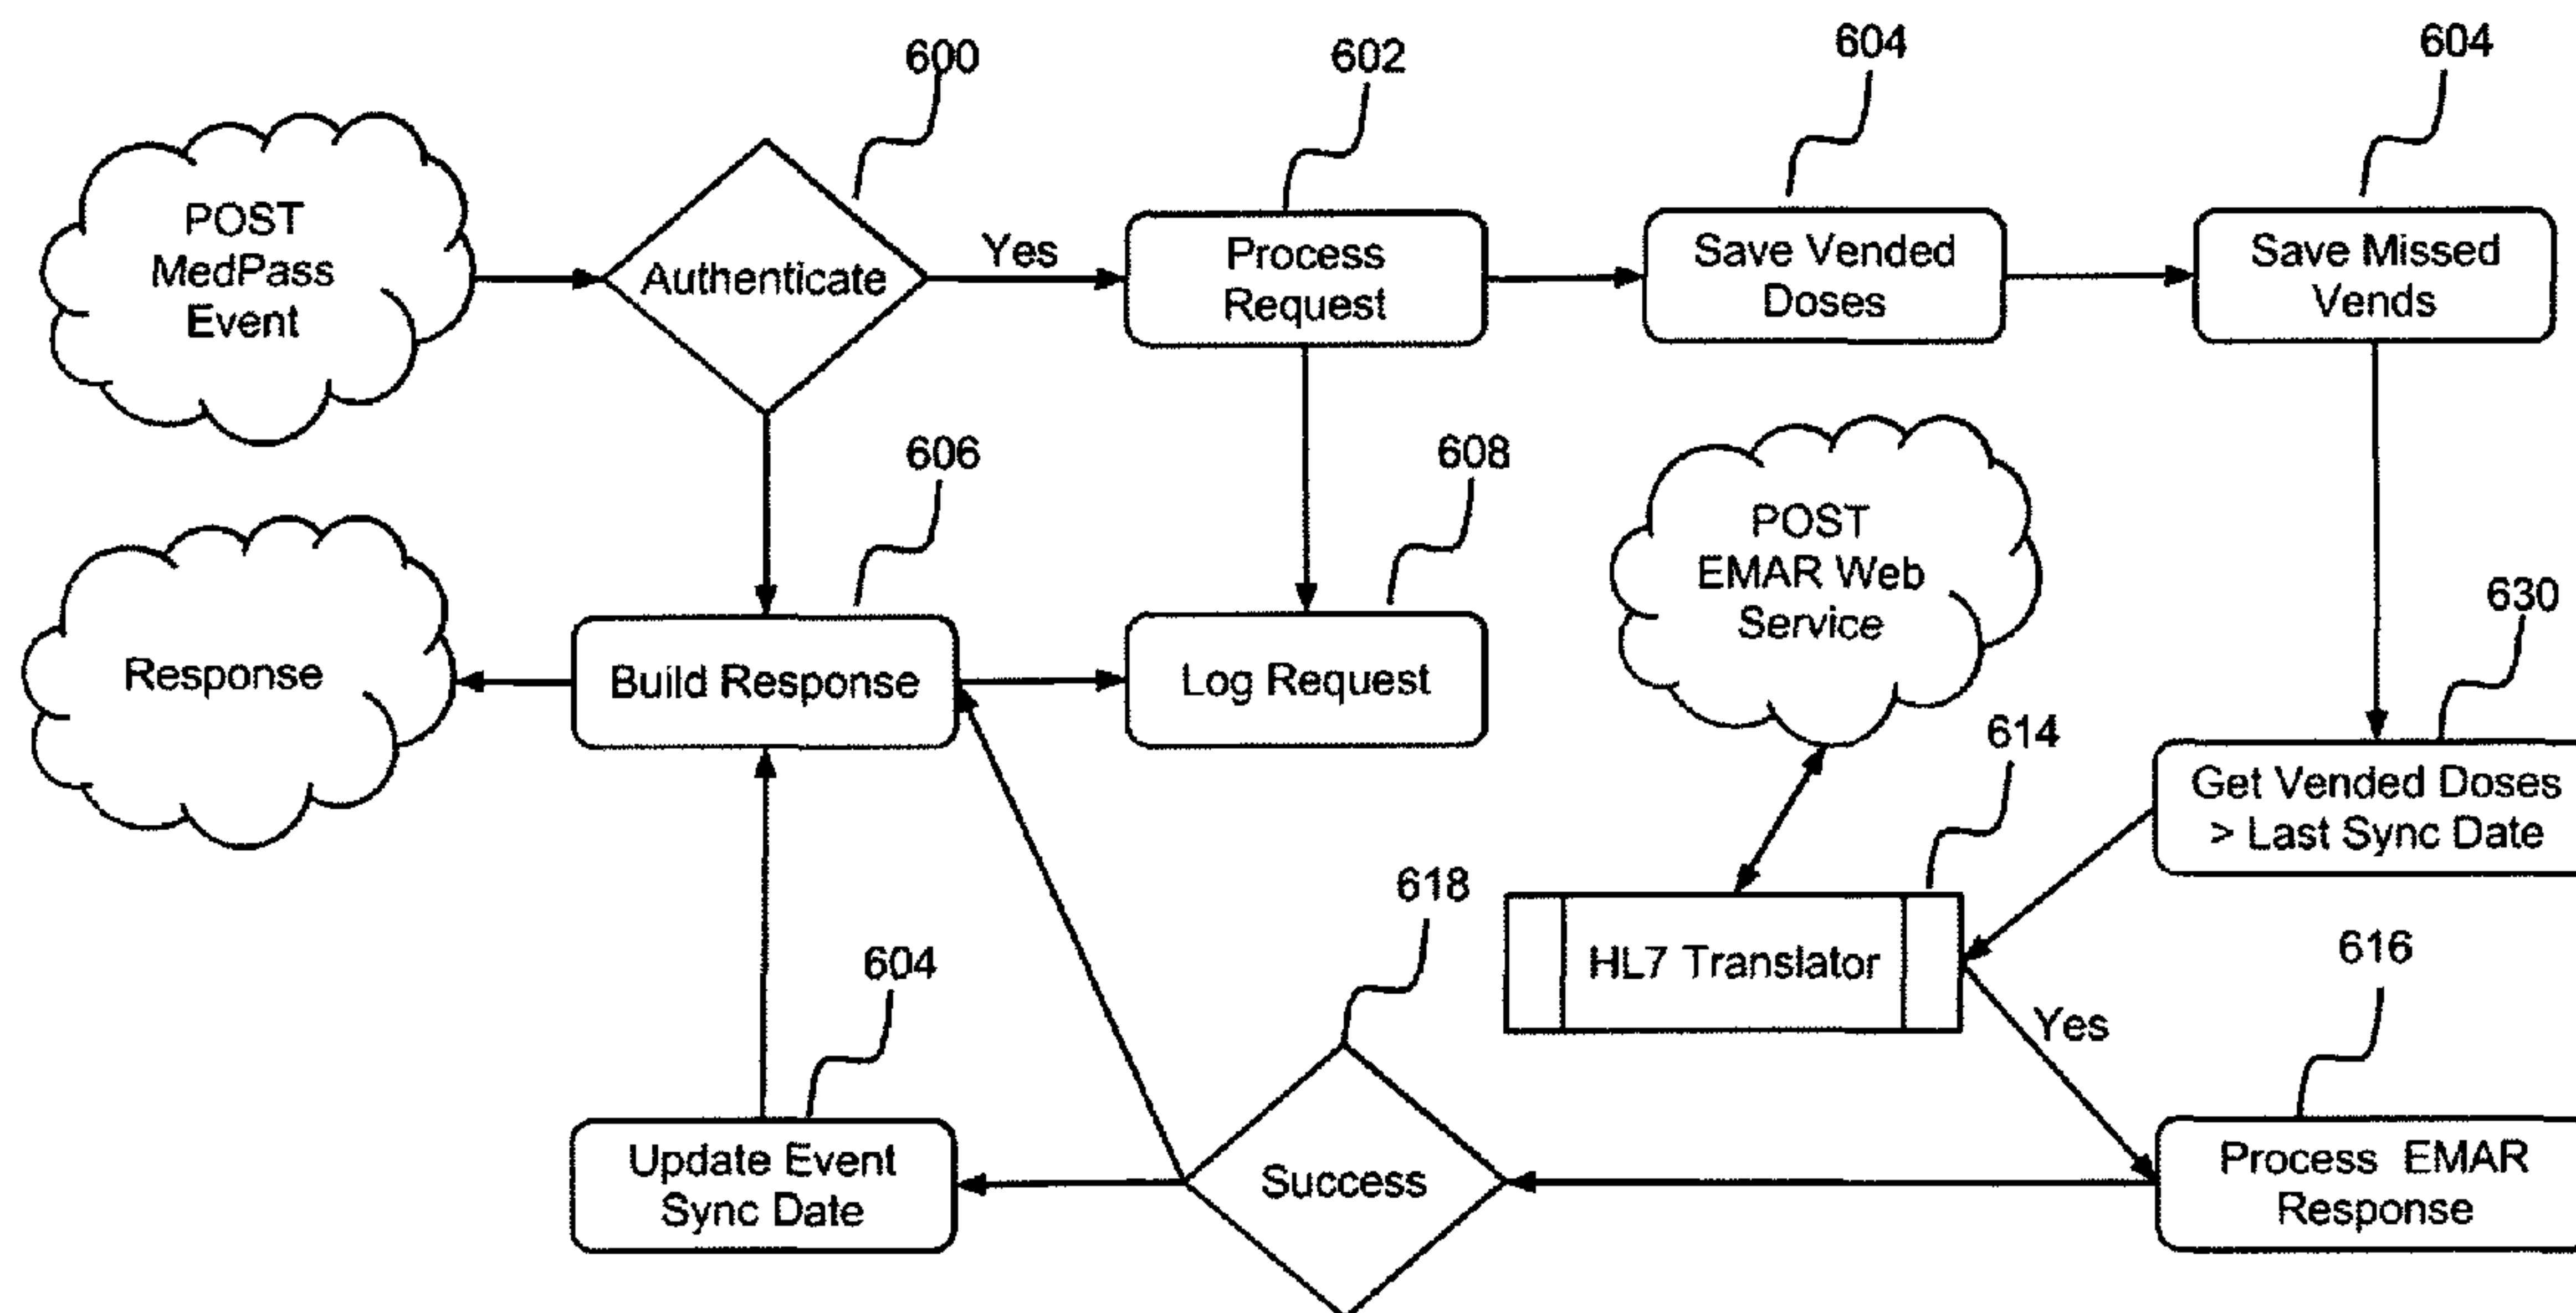 600
602
604
604
POST
MedPass
Event
Authenticate
Yes
Process
Request
Save Vended
Doses
Save Missed
Vends
606
608
POST
EMAR Web
Service
630
Response
Build Response
Log Request
614
Get Vended Doses
> Last Sync Date
618
HL7 Translator
616
604
Yes
Update Event
Sync Date
Success
Process EMAR
Response